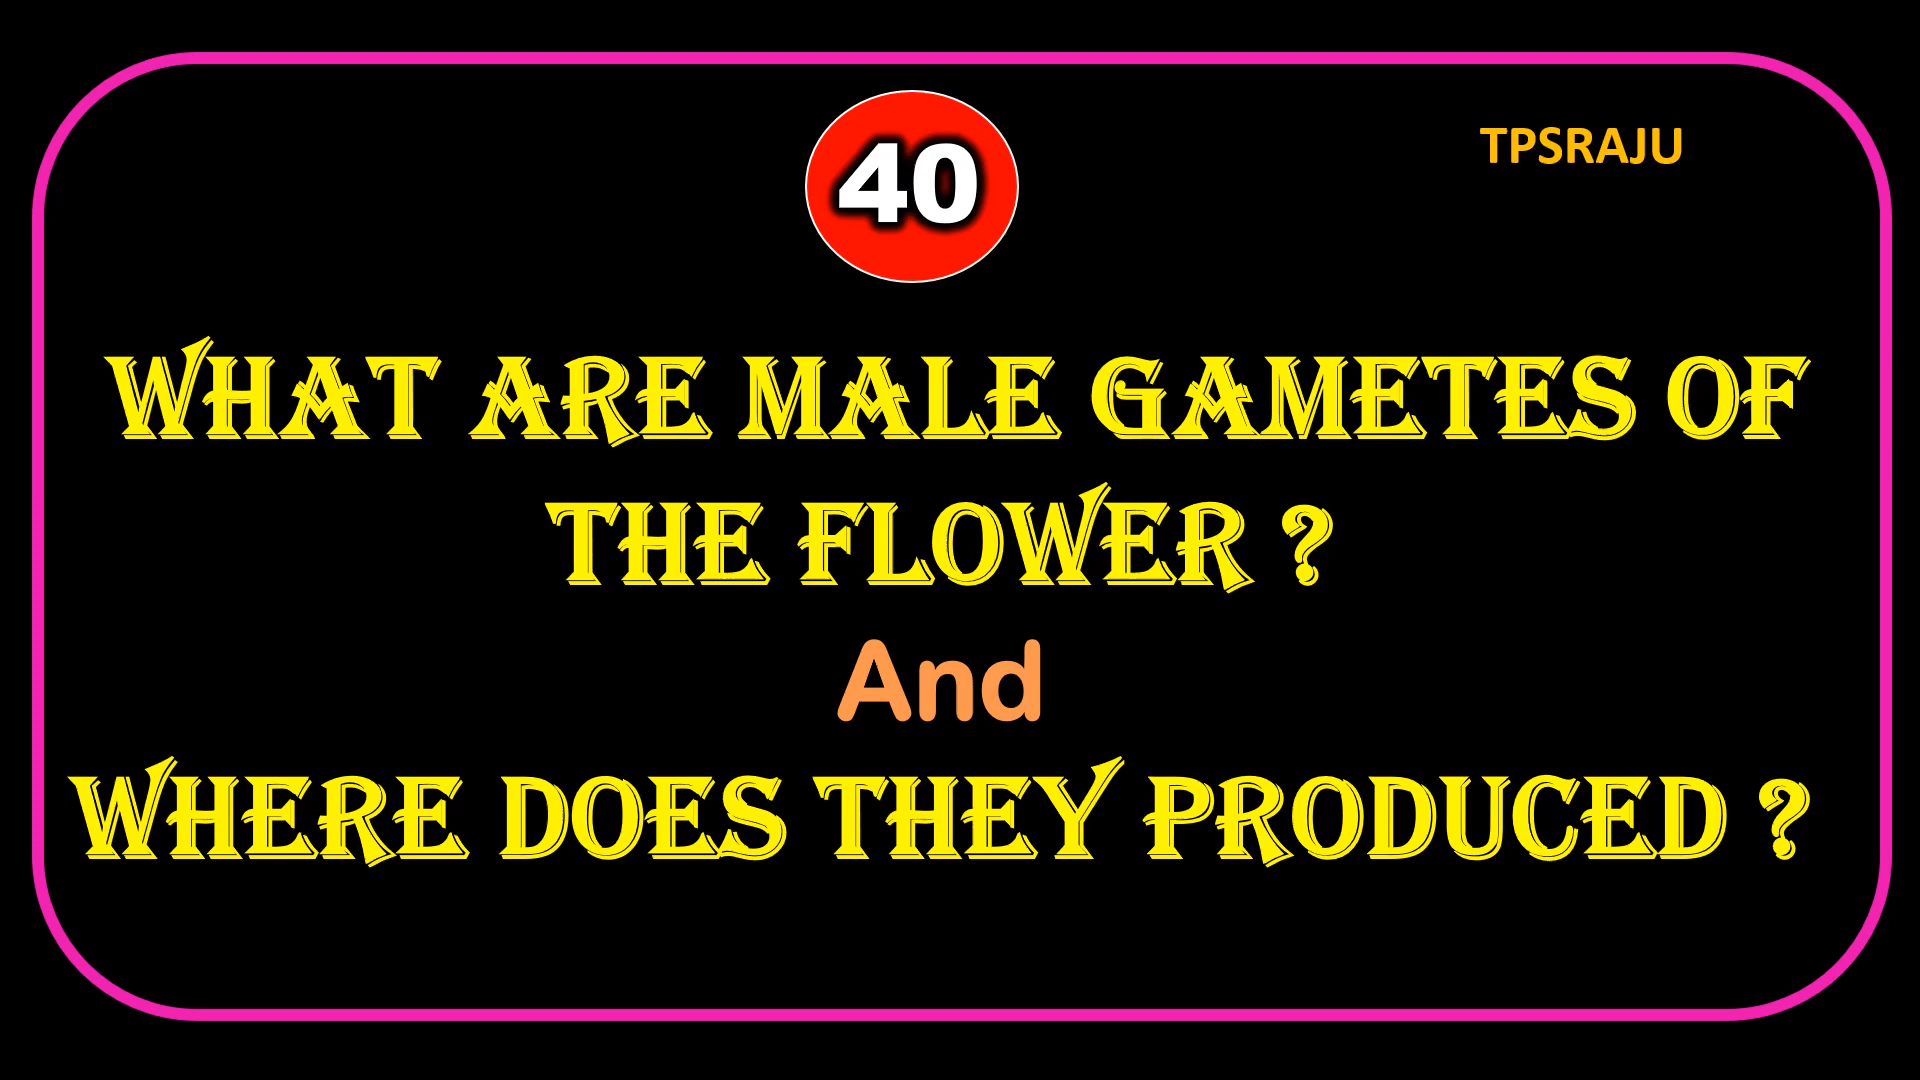 40
TPSRAJU
WHAT ARE MALE GAMETES OF
THE FLOWER ?
And
WHERE DOES THEY PRODUCED ?